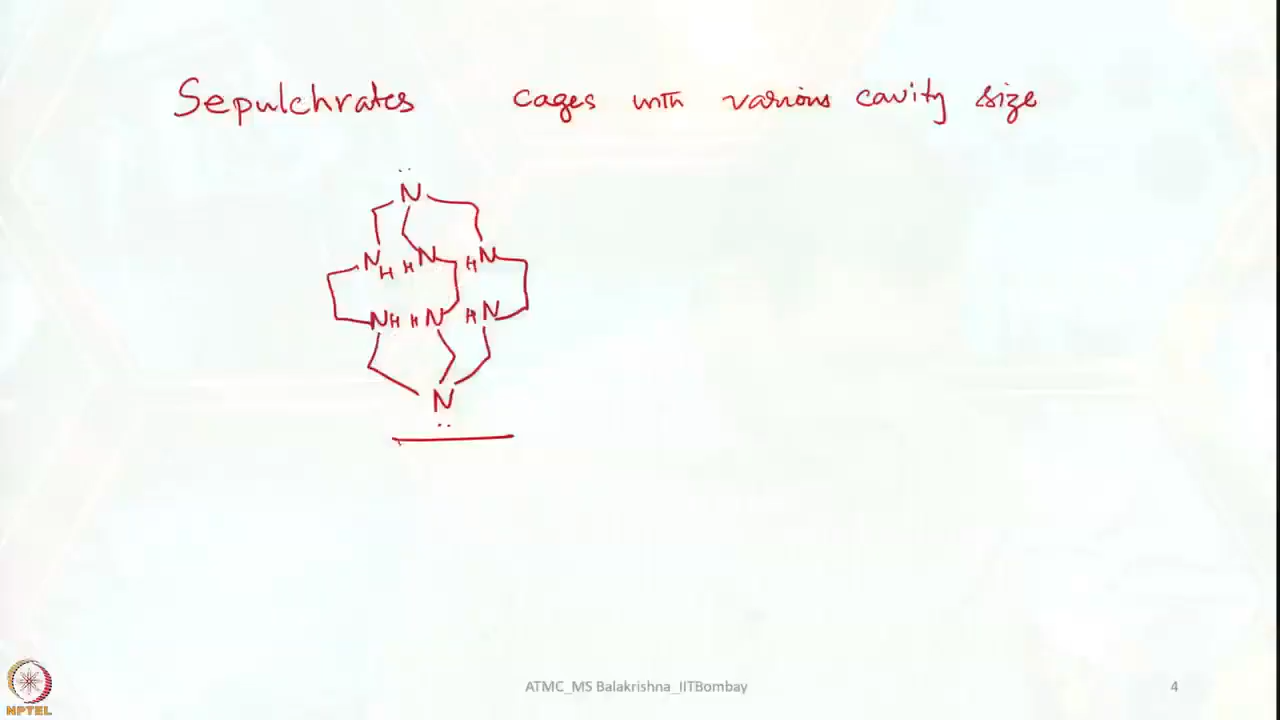 Sepulchrates cages with various cavity size
..
N
N H H N H N
N H H N H N
N
..
ATMC_MS Balakrishna_IITBombay 4
NPTEL